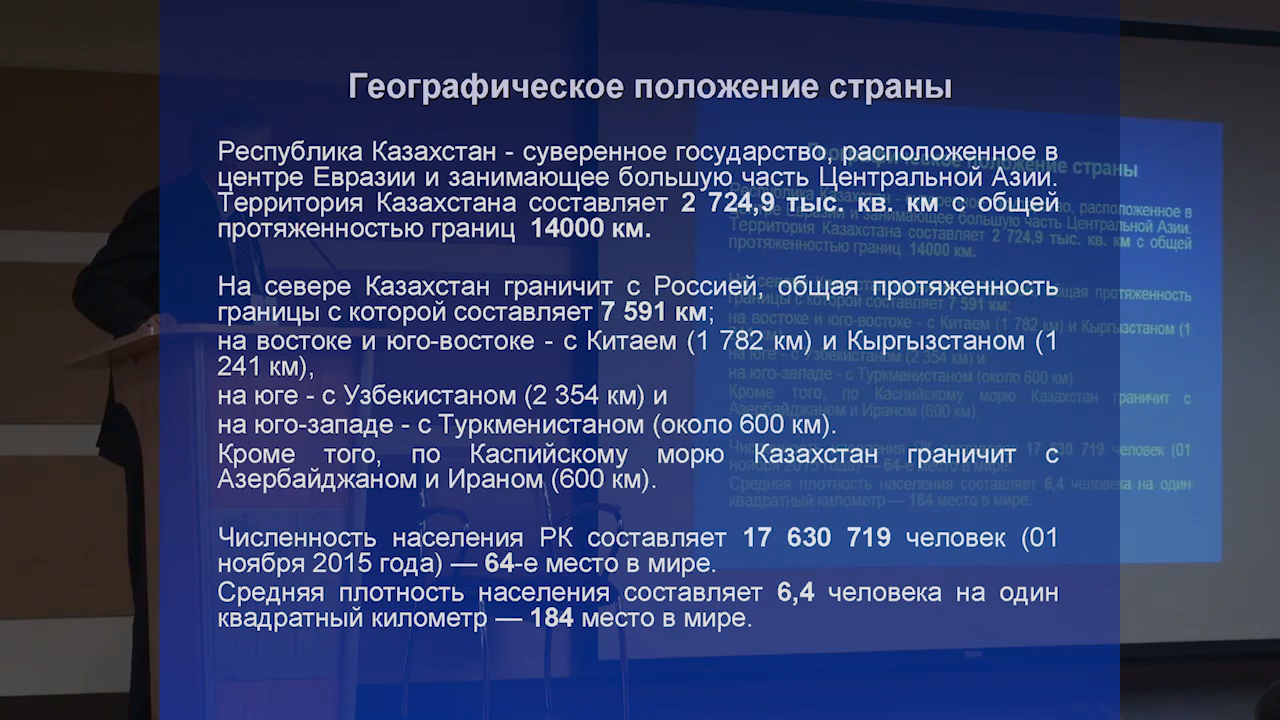 Географическое положение страны
Республика Казахстан - суверенное государство, расположенное в
центре Евразии и занимающее большую часть Центральной Азии.
Территория Казахстана составляет 2 724,9 тыс. кв. км с общей
протяженностью границ 14000 км.
На севере Казахстан граничит с Россией, общая протяженность
границы с которой составляет 7 591 км;
на востоке и юго-востоке - с Китаем (1 782 км) и Кыргызстаном (1
241 км),
на юге - с Узбекистаном (2 354 км) и
на юго-западе - с Туркменистаном (около 600 км).
Кроме того, по Каспийскому морю Казахстан граничит с
Азербайджаном и Ираном (600 км).
Численность населения РК составляет 17 630 719 человек (01
ноября 2015 года) — 64-е место в мире.
Средняя плотность населения составляет 6,4 человека на один
квадратный километр — 184 место в мире.